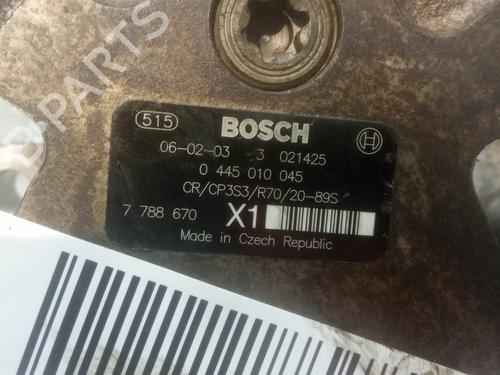 B-PARTS
515 BOSCH
06-02-03 3 021425
0 445 010 045
CR/CP3S3/R70/20-89S
7 788 670 X1
Made in Czech Republic